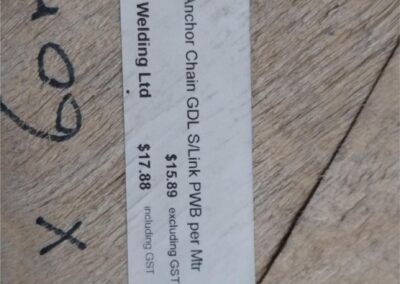 Anchor Chain GDL S/Link PWB per Mtr
$15.89 excluding GST
Welding Ltd $17.88 including GST